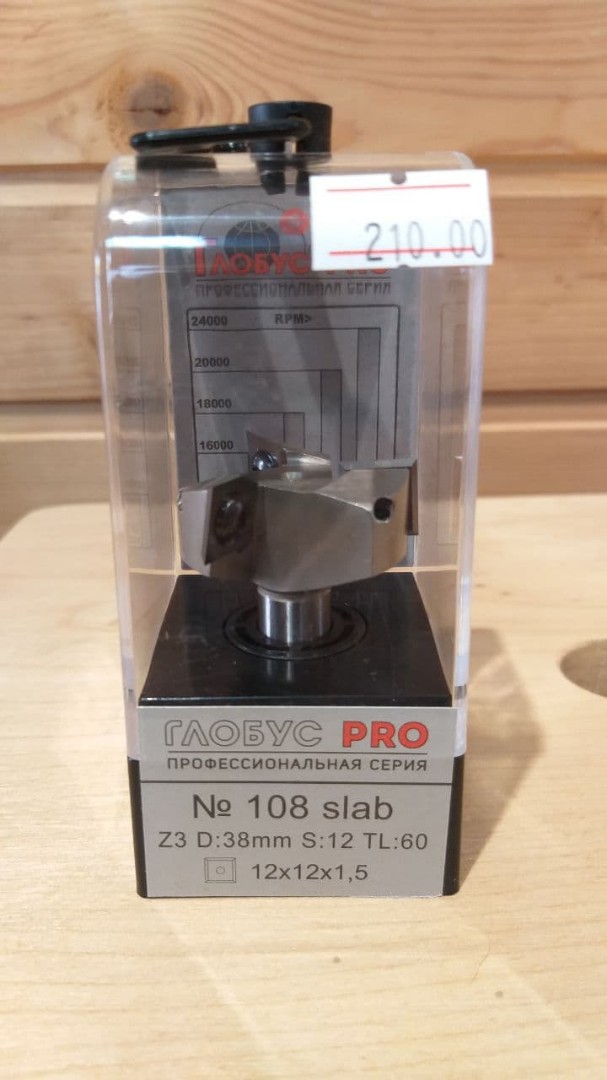 210.00
ГЛОБУС PRO
ПРОФЕССИОНАЛЬНАЯ СЕРИЯ
24000 RPM>
20000
18000
16000
ГЛОБУС PRO
ПРОФЕССИОНАЛЬНАЯ СЕРИЯ
№ 108 slab
Z3 D:38mm S:12 TL:60
12x12x1,5